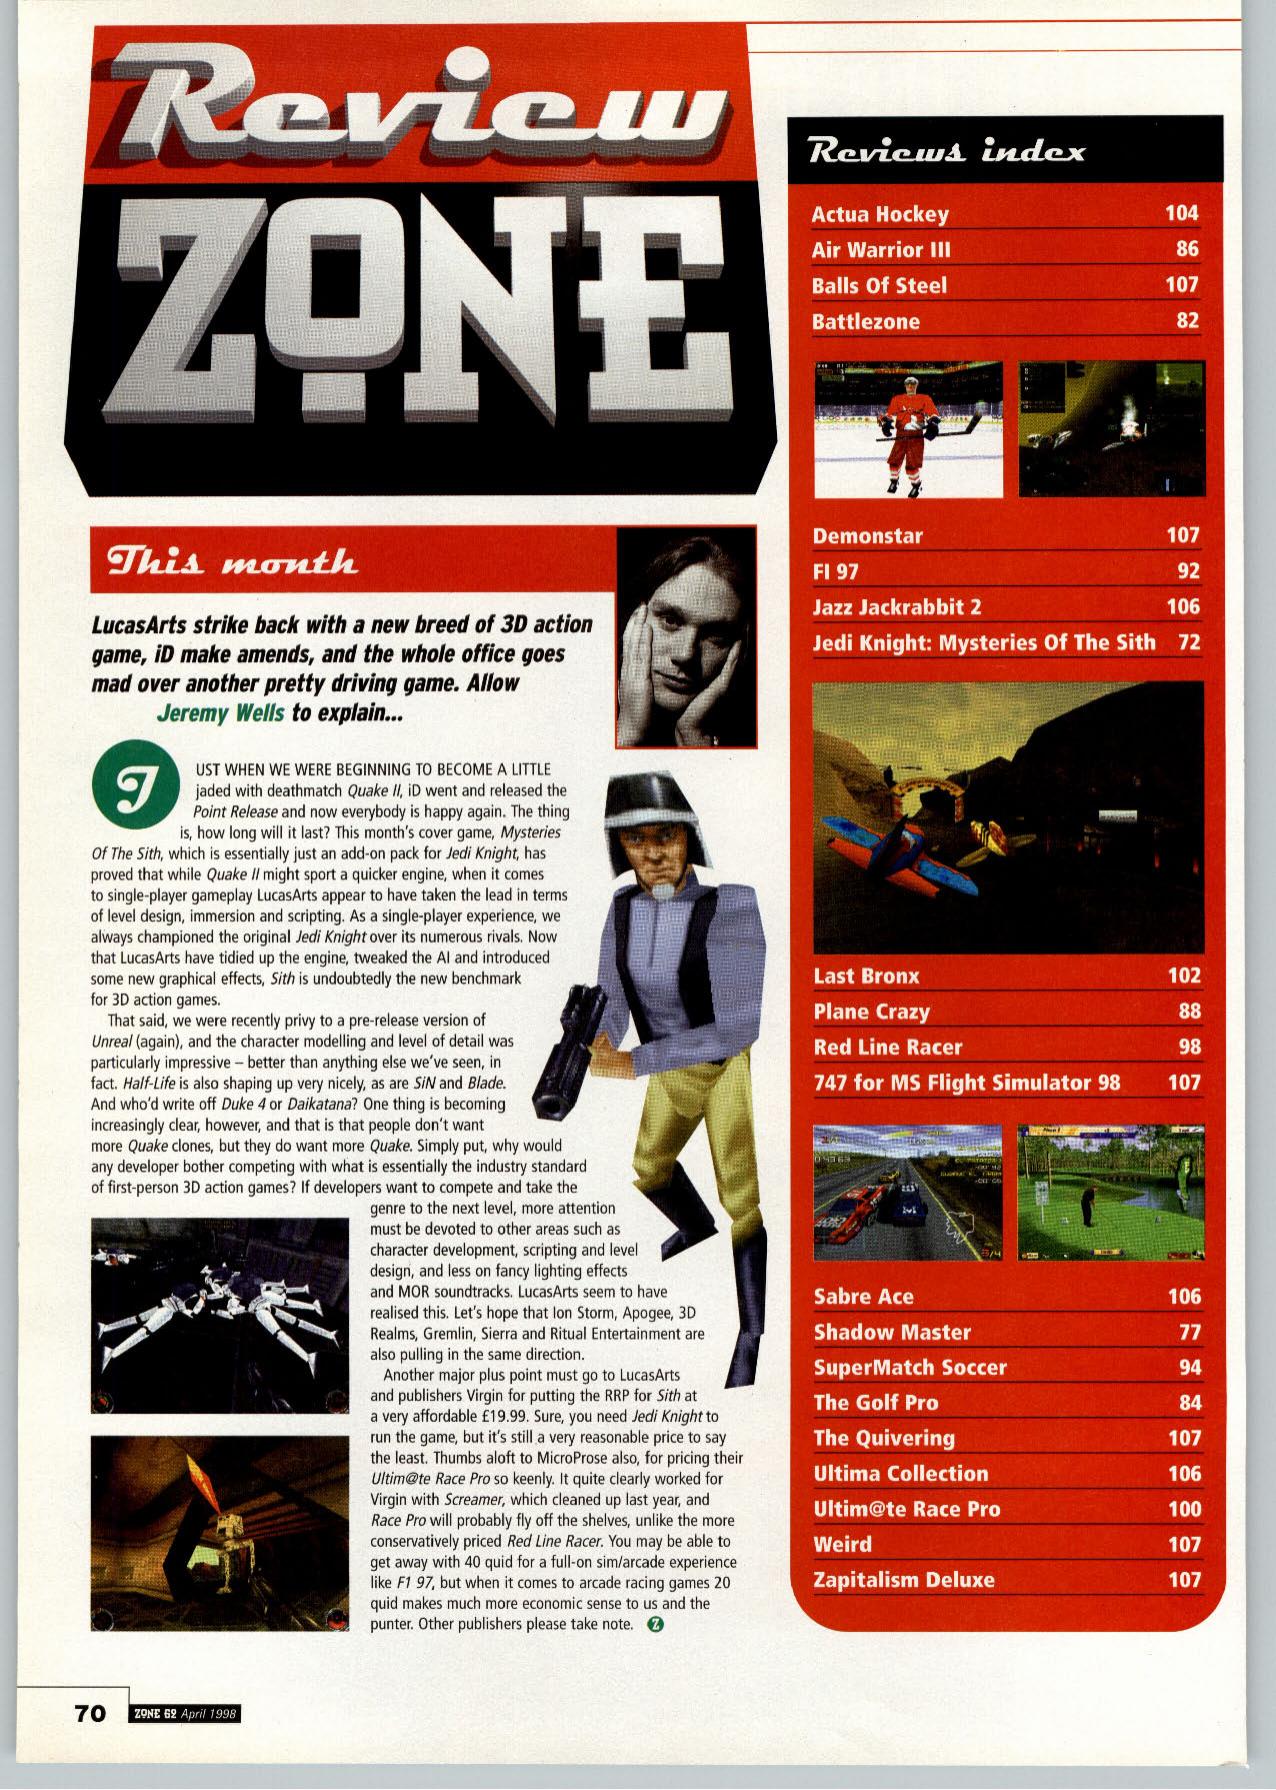 Review
ZONE
This month
LucasArts strike back with a new breed of 3D action
game, iD make amends, and the whole office goes
mad over another pretty driving game. Allow
Jeremy Wells to explain...
J UST WHEN WE WERE BEGINNING TO BECOME A LITTLE
jaded with deathmatch Quake II, iD went and released the
Point Release and now everybody is happy again. The thing
is, how long will it last? This month's cover game, Mysteries
Of The Sith, which is essentially just an add-on pack for Jedi Knight, has
proved that while Quake II might sport a quicker engine, when it comes
to single-player gameplay LucasArts appear to have taken the lead in terms
of level design, immersion and scripting. As a single-player experience, we
always championed the original Jedi Knight over its numerous rivals. Now
that LucasArts have tidied up the engine, tweaked the AI and introduced
some new graphical effects, Sith is undoubtedly the new benchmark
for 3D action games.
That said, we were recently privy to a pre-release version of
Unreal (again), and the character modelling and level of detail was
particularly impressive – better than anything else we've seen, in
fact. Half-Life is also shaping up very nicely, as are SiN and Blade.
And who'd write off Duke 4 or Daikatana? One thing is becoming
increasingly clear, however, and that is that people don't want
more Quake clones, but they do want more Quake. Simply put, why would
any developer bother competing with what is essentially the industry standard
of first-person 3D action games? If developers want to compete and take the
genre to the next level, more attention
must be devoted to other areas such as
character development, scripting and level
design, and less on fancy lighting effects
and MOR soundtracks. LucasArts seem to have
realised this. Let's hope that Ion Storm, Apogee, 3D
Realms, Gremlin, Sierra and Ritual Entertainment are
also pulling in the same direction.
Another major plus point must go to LucasArts
and publishers Virgin for putting the RRP for Sith at
a very affordable £19.99. Sure, you need Jedi Knight to
run the game, but it's still a very reasonable price to say
the least. Thumbs aloft to MicroProse also, for pricing their
Ultim@te Race Pro so keenly. It quite clearly worked for
Virgin with Screamer, which cleaned up last year, and
Race Pro will probably fly off the shelves, unlike the more
conservatively priced Red Line Racer. You may be able to
get away with 40 quid for a full-on sim/arcade experience
like F1 97, but when it comes to arcade racing games 20
quid makes much more economic sense to us and the
punter. Other publishers please take note. Z
Reviews index
Actua Hockey 104
Air Warrior III 86
Balls Of Steel 107
Battlezone 82
Demonstar 107
FI 97 92
Jazz Jackrabbit 2 106
Jedi Knight: Mysteries Of The Sith 72
Last Bronx 102
Plane Crazy 88
Red Line Racer 98
747 for MS Flight Simulator 98 107
Sabre Ace 106
Shadow Master 77
SuperMatch Soccer 94
The Golf Pro 84
The Quivering 107
Ultima Collection 106
Ultim@te Race Pro 100
Weird 107
Zapitalism Deluxe 107
70 ZONE 62 April 1998